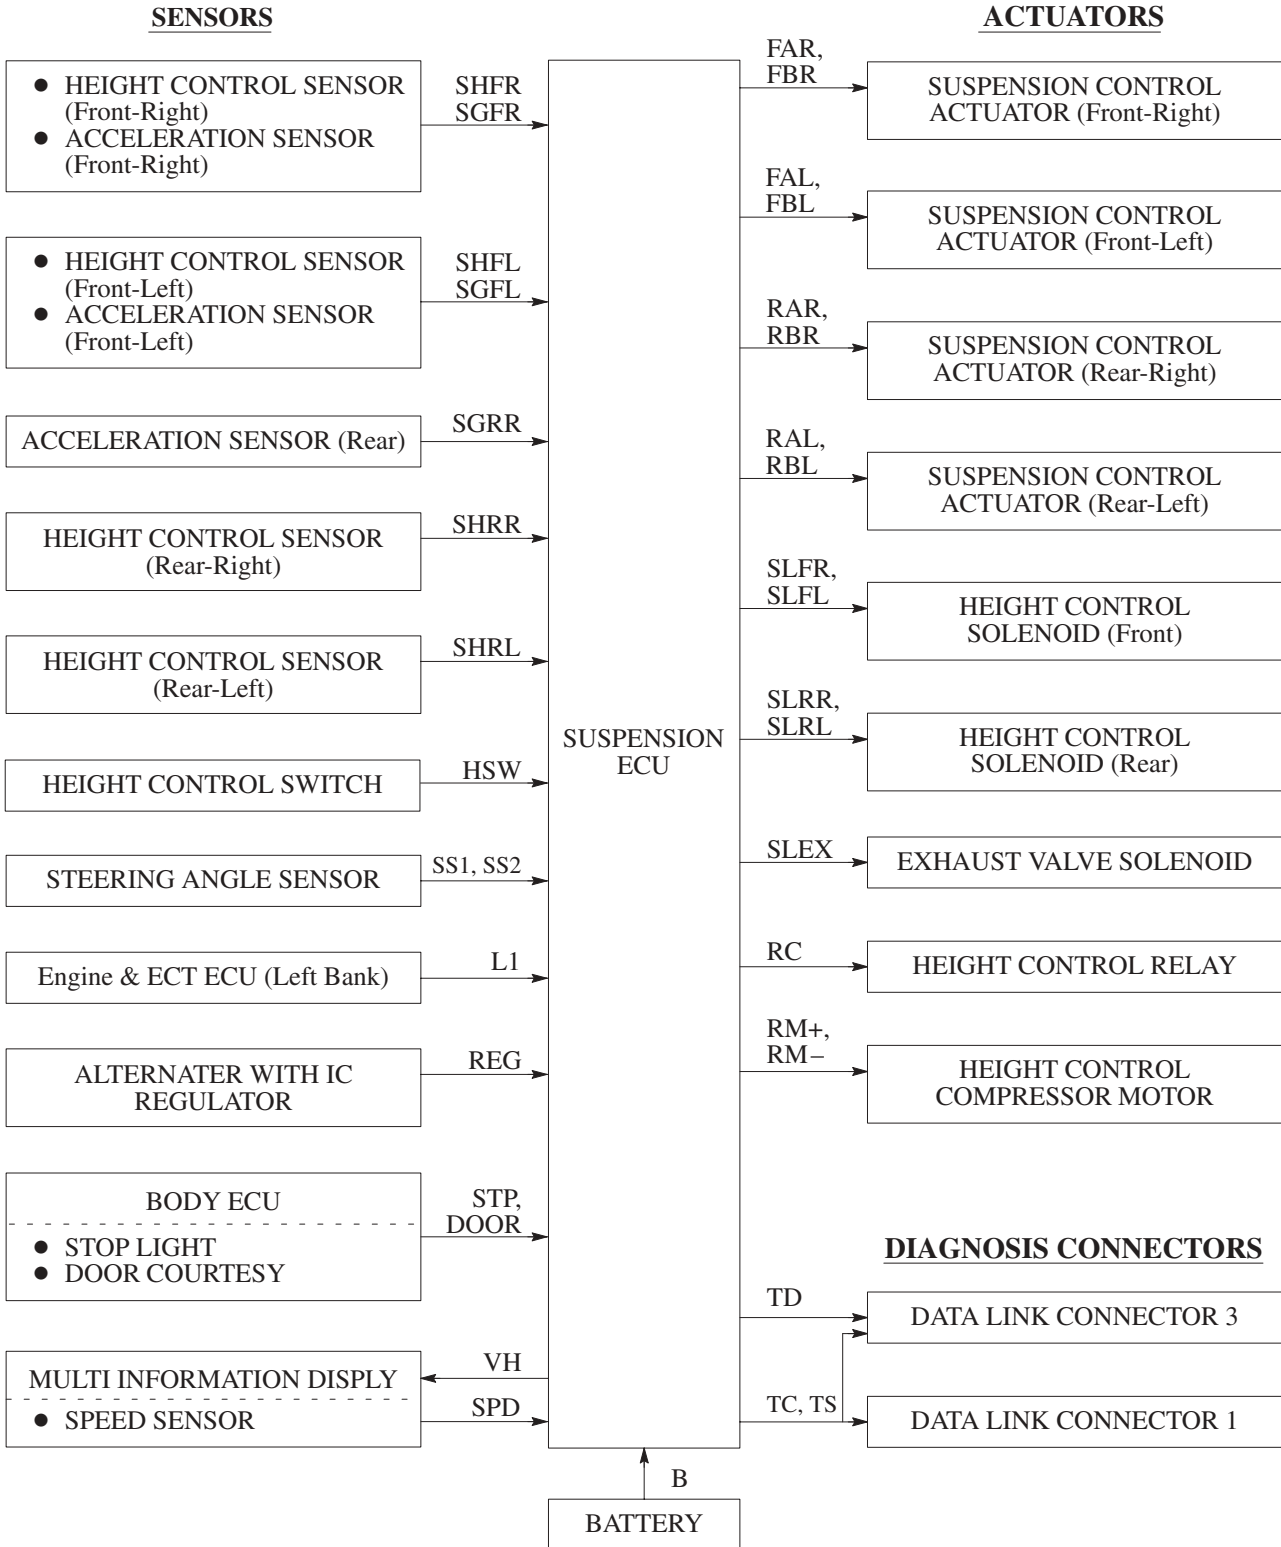 SENSORS
● HEIGHT CONTROL SENSOR
(Front-Right)
● ACCELERATION SENSOR
(Front-Right)
SHFR
SGFR
● HEIGHT CONTROL SENSOR
(Front-Left)
● ACCELERATION SENSOR
(Front-Left)
SHFL
SGFL
ACCELERATION SENSOR (Rear)
SGRR
HEIGHT CONTROL SENSOR
(Rear-Right)
SHRR
HEIGHT CONTROL SENSOR
(Rear-Left)
SHRL
HEIGHT CONTROL SWITCH
HSW
STEERING ANGLE SENSOR
SS1, SS2
Engine & ECT ECU (Left Bank)
L1
ALTERNATER WITH IC
REGULATOR
REG
BODY ECU
● STOP LIGHT
● DOOR COURTESY
STP,
DOOR
MULTI INFORMATION DISPLY
● SPEED SENSOR
VH
SPD
SUSPENSION
ECU
B
BATTERY
ACTUATORS
FAR,
FBR
SUSPENSION CONTROL
ACTUATOR (Front-Right)
FAL,
FBL
SUSPENSION CONTROL
ACTUATOR (Front-Left)
RAR,
RBR
SUSPENSION CONTROL
ACTUATOR (Rear-Right)
RAL,
RBL
SUSPENSION CONTROL
ACTUATOR (Rear-Left)
SLFR,
SLFL
HEIGHT CONTROL
SOLENOID (Front)
SLRR,
SLRL
HEIGHT CONTROL
SOLENOID (Rear)
SLEX
EXHAUST VALVE SOLENOID
RC
HEIGHT CONTROL RELAY
RM+,
RM−
HEIGHT CONTROL
COMPRESSOR MOTOR
DIAGNOSIS CONNECTORS
TD
DATA LINK CONNECTOR 3
TC, TS
DATA LINK CONNECTOR 1